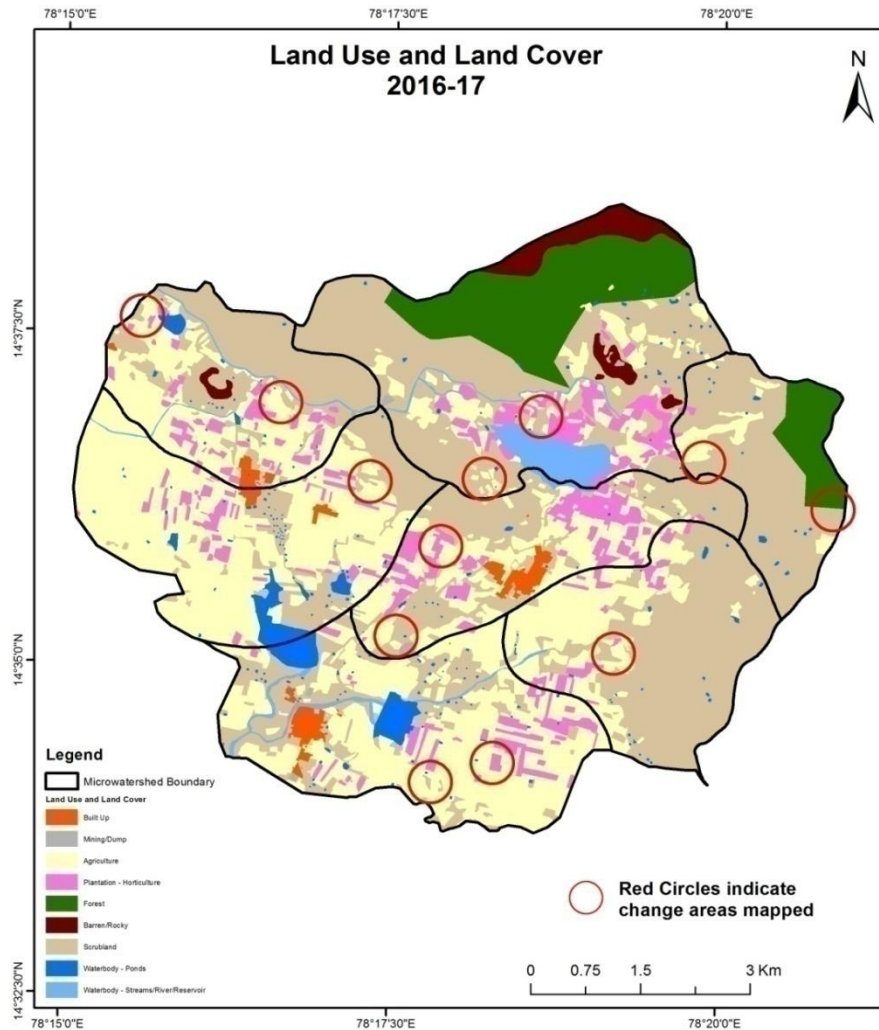 78°15'0"E
78°17'30"E
78°20'0"E
Land Use and Land Cover
2016-17
N
14°37'30"N
14°35'0"N
14°32'30"N
Legend
Microwatershed Boundary
Land Use and Land Cover
Built Up
Mining/Dump
Agriculture
Plantation - Horticulture
Forest
Barren/Rocky
Scrubland
Waterbody - Ponds
Waterbody - Streams/River/Reservoir
Red Circles indicate
change areas mapped
0 0.75 1.5 3 Km
78°15'0"E
78°17'30"E
78°20'0"E